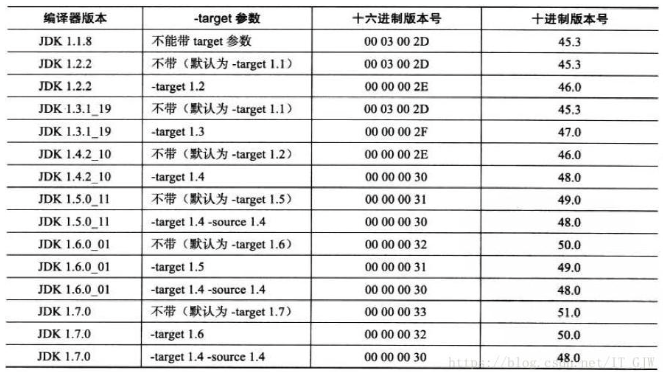 编译器版本 -target 参数 十六进制版本号 十进制版本号
JDK 1.1.8 不能带 target 参数 00 03 00 2D 45.3
JDK 1.2.2 不带（默认为 -target 1.1） 00 03 00 2D 45.3
JDK 1.2.2 -target 1.2 00 00 00 2E 46.0
JDK 1.3.1_19 不带（默认为 -target 1.1） 00 03 00 2D 45.3
JDK 1.3.1_19 -target 1.3 00 00 00 2F 47.0
JDK 1.4.2_10 不带（默认为 -target 1.2） 00 00 00 2E 46.0
JDK 1.4.2_10 -target 1.4 00 00 00 30 48.0
JDK 1.5.0_11 不带（默认为 -target 1.5） 00 00 00 31 49.0
JDK 1.5.0_11 -target 1.4 -source 1.4 00 00 00 30 48.0
JDK 1.6.0_01 不带（默认为 -target 1.6） 00 00 00 32 50.0
JDK 1.6.0_01 -target 1.5 00 00 00 31 49.0
JDK 1.6.0_01 -target 1.4 -source 1.4 00 00 00 30 48.0
JDK 1.7.0 不带（默认为 -target 1.7） 00 00 00 33 51.0
JDK 1.7.0 -target 1.6 00 00 00 32 50.0
JDK 1.7.0 -target 1.4 -source 1.4 00 00 00 30 48.0
https://blog.csdn.net/IT_GJW